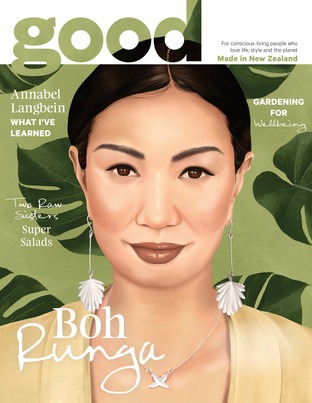 good
For conscious-living people who
love life, style and the planet
Made in New Zealand
Annabel
Langbein
WHAT I'VE
LEARNED
GARDENING
FOR
Wellbeing
Two Raw
Sisters
Super
Salads
Boh
Runga